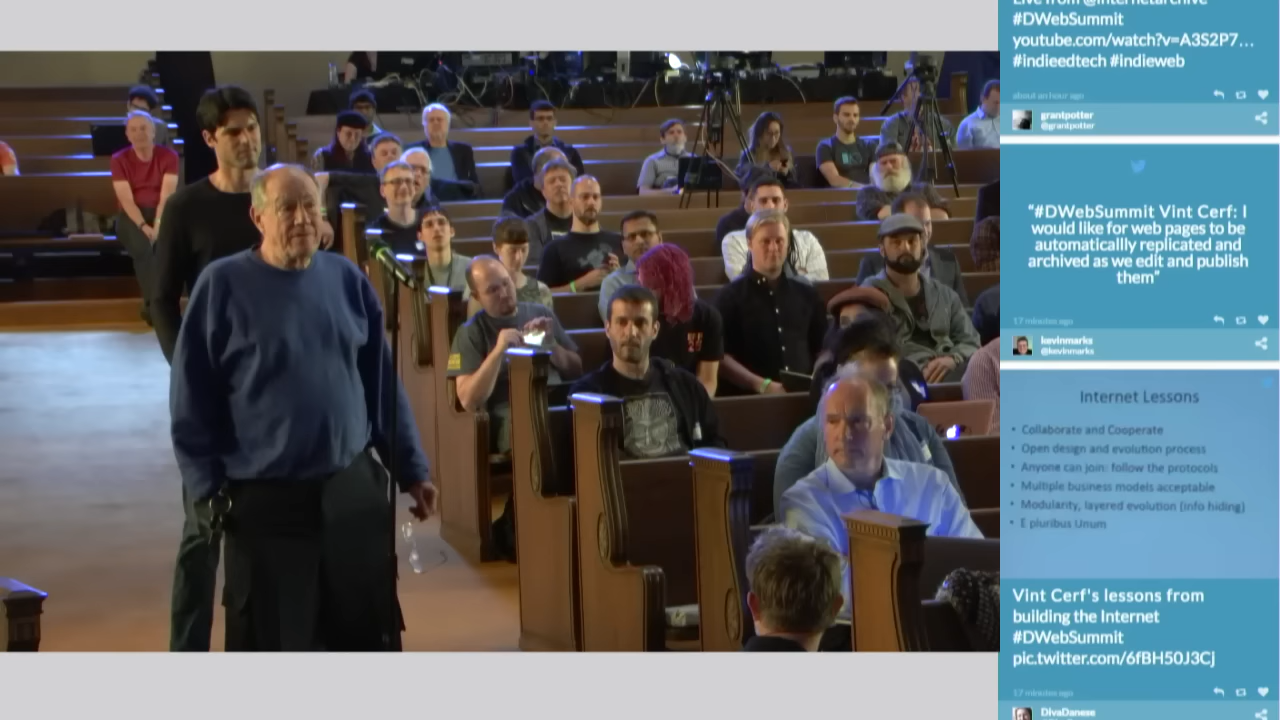 Live from @internetarchive
#DWebSummit
youtube.com/watch?v=A3S2P7...
#indieedtech #indieweb
about an hour ago
grantpotter
@grantpotter
"#DWebSummit Vint Cerf: I
would like for web pages to be
automaticallly replicated and
archived as we edit and publish
them"
17 minutes ago
kevinmarks
@kevinmarks
Internet Lessons
• Collaborate and Cooperate
• Open design and evolution process
• Anyone can join: follow the protocols
• Multiple business models acceptable
• Modularity, layered evolution (info hiding)
• E pluribus Unum
Vint Cerf's lessons from
building the Internet
#DWebSummit
pic.twitter.com/6fBH50J3Cj
17 minutes ago
DivaDanese